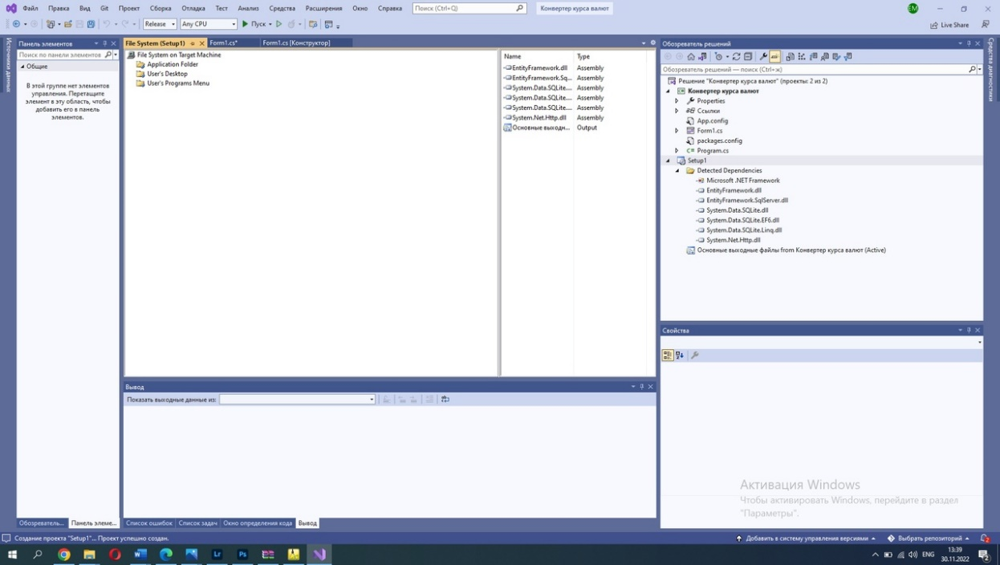 Файл Правка Вид Git Проект Сборка Отладка Тест Анализ Средства Расширения Окно Справка Поиск (Ctrl+Q) Конвертер курса валют EM
Release Any CPU Пуск Live Share
Источники данных
Панель элементов
Поиск по панели элементов
Общие
В этой группе нет элементов
управления. Перетащите
элемент в эту область, чтобы
добавить его в панель
элементов.
Обозреватель... Панель элеме...
File System (Setup1) Form1.cs* Form1.cs [Конструктор]
File System on Target Machine
Application Folder
User's Desktop
User's Programs Menu
Name Type
EntityFramework.dll Assembly
EntityFramework.Sq... Assembly
System.Data.SQLite.... Assembly
System.Data.SQLite.... Assembly
System.Data.SQLite.... Assembly
System.Net.Http.dll Assembly
Основные выходн... Output
Вывод
Показать выходные данные из:
Список ошибок Список задач Окно определения кода Вывод
Обозреватель решений
Обозреватель решений — поиск (Ctrl+ж)
Решение "Конвертер курса валют" (проекты: 2 из 2)
Конвертер курса валют
Properties
Ссылки
App.config
Form1.cs
packages.config
C# Program.cs
Setup1
Detected Dependencies
Microsoft .NET Framework
EntityFramework.dll
EntityFramework.SqlServer.dll
System.Data.SQLite.dll
System.Data.SQLite.EF6.dll
System.Data.SQLite.Linq.dll
System.Net.Http.dll
Основные выходные файлы from Конвертер курса валют (Active)
Свойства
Средства диагностики
Активация Windows
Чтобы активировать Windows, перейдите в раздел
"Параметры".
Создание проекта "Setup1"... Проект успешно создан. Добавить в систему управления версиями Выбрать репозиторий 2
Lr Ps ENG 13:39
30.11.2022 2